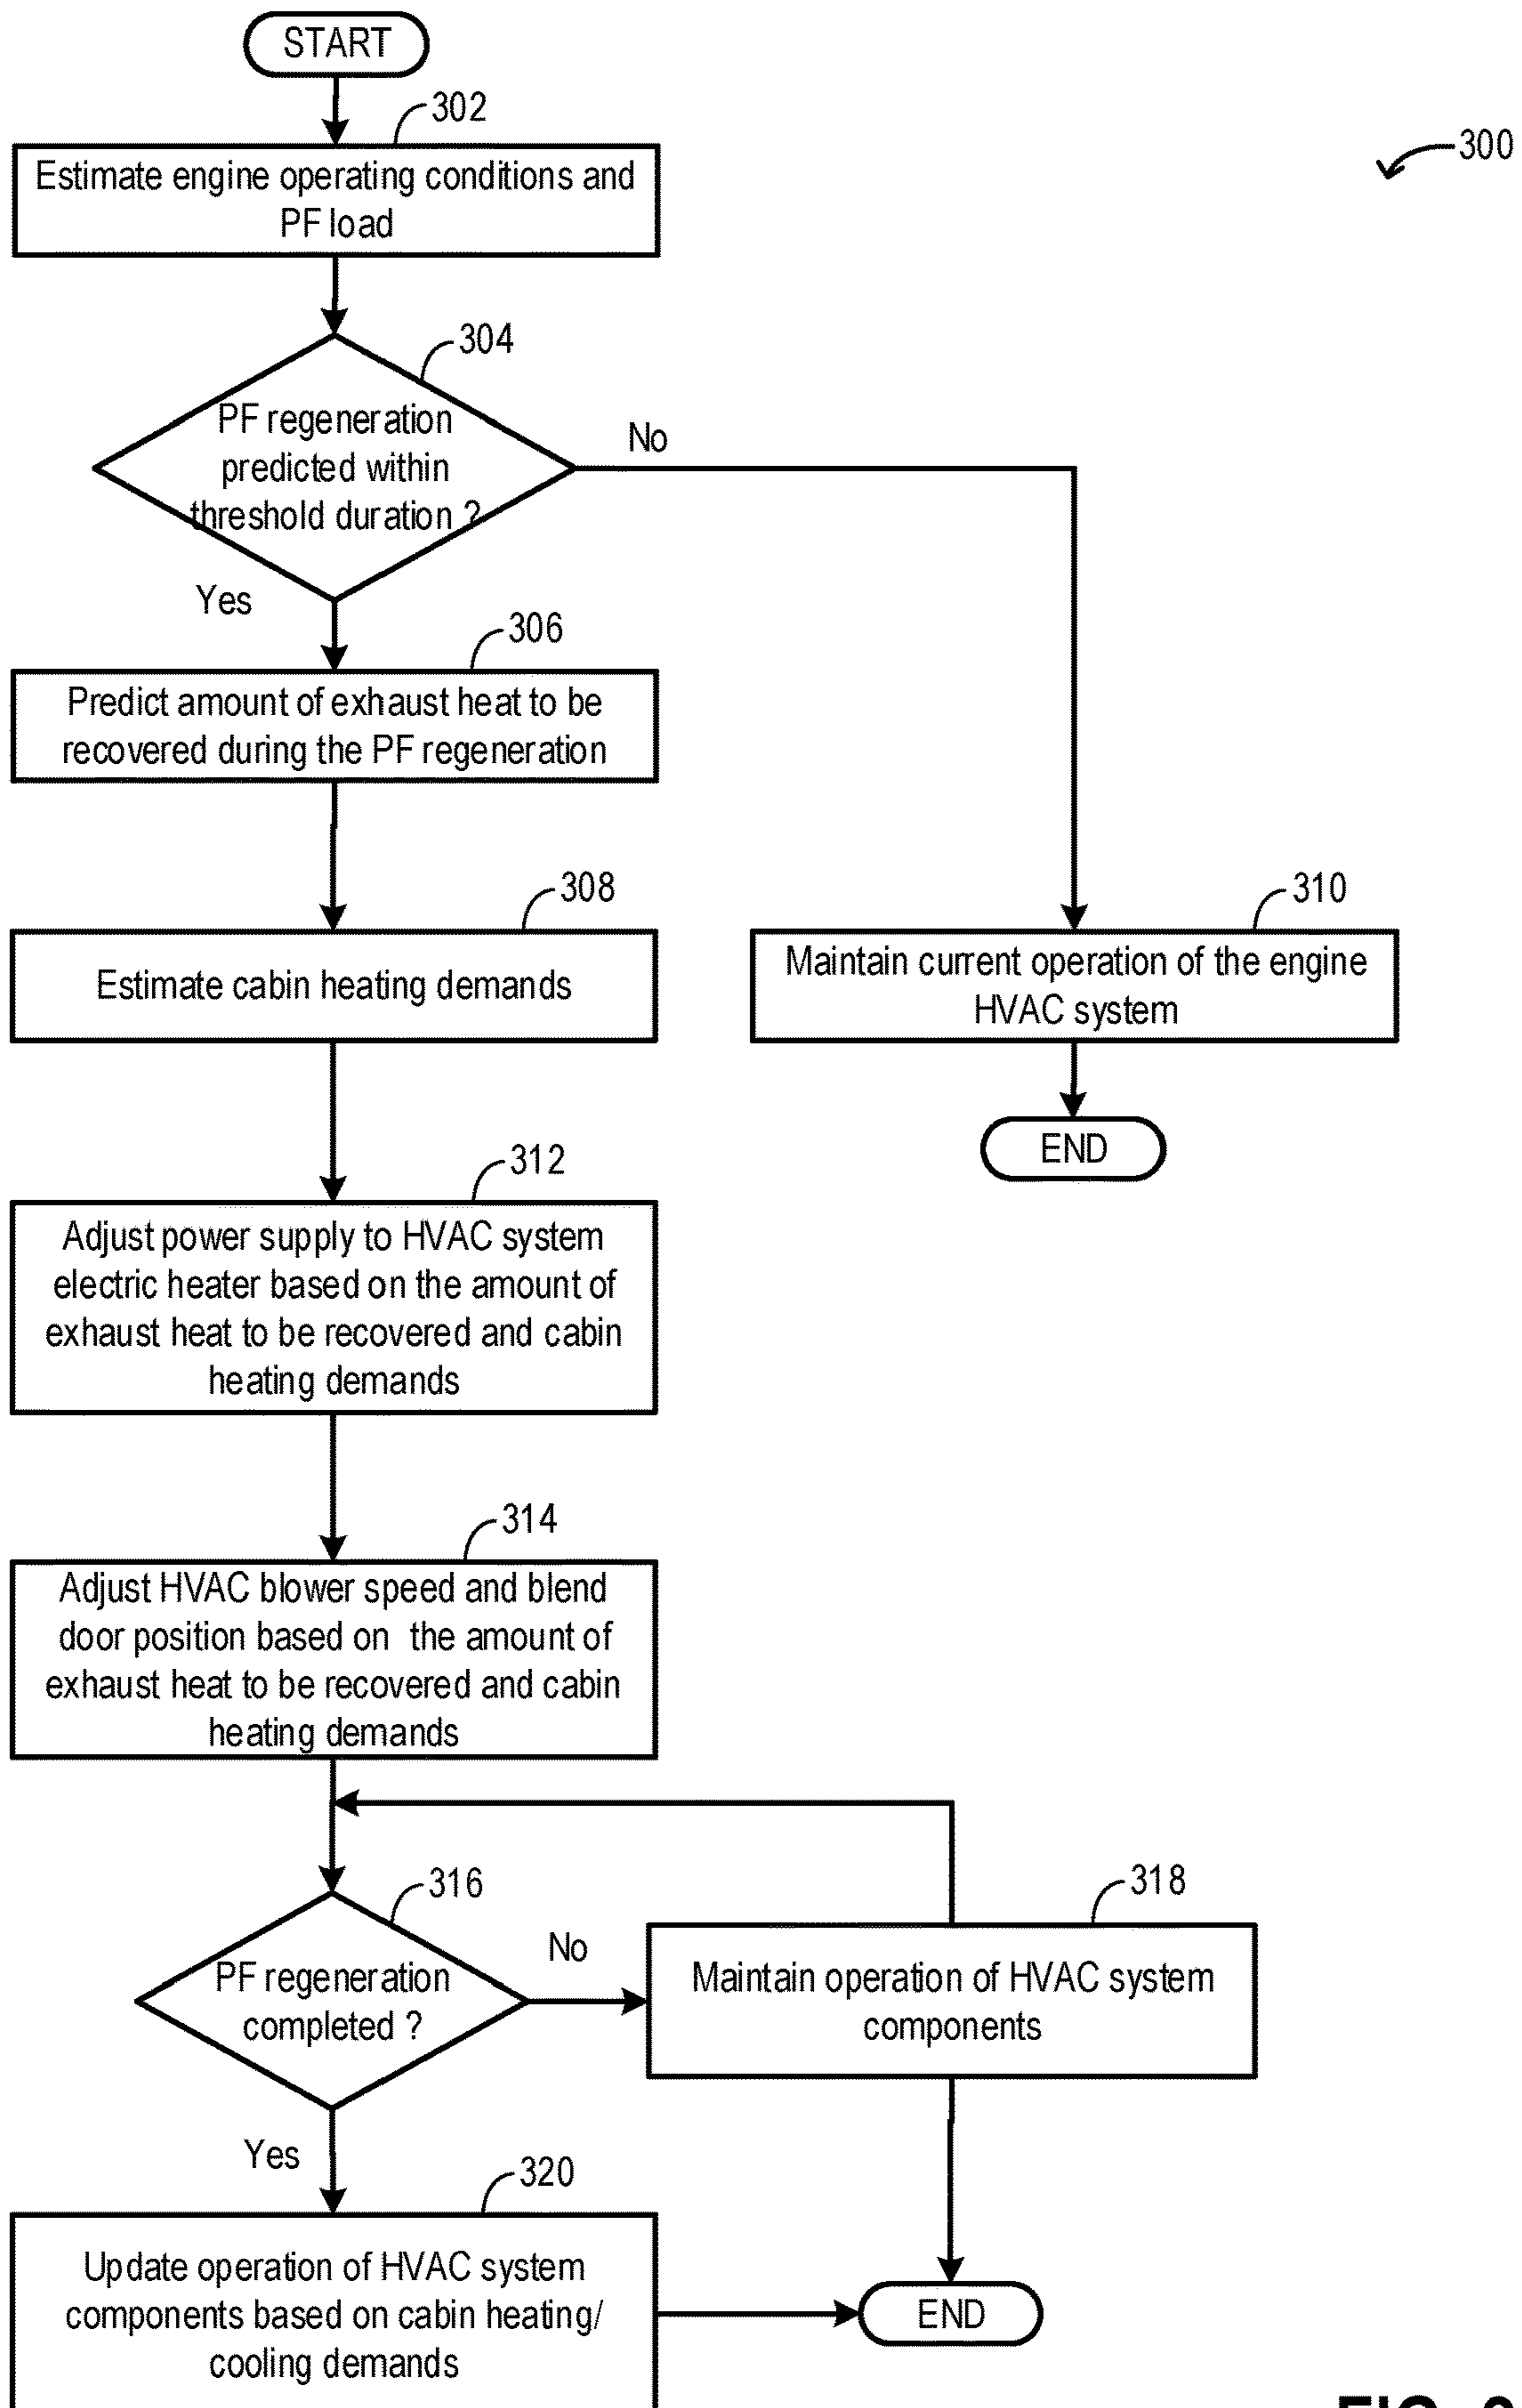 START
302
300
Estimate engine operating conditions and
PF load
304
PF regeneration
predicted within
threshold duration ?
No
Yes
306
Predict amount of exhaust heat to be
recovered during the PF regeneration
308
Estimate cabin heating demands
310
Maintain current operation of the engine
HVAC system
END
312
Adjust power supply to HVAC system
electric heater based on the amount of
exhaust heat to be recovered and cabin
heating demands
314
Adjust HVAC blower speed and blend
door position based on the amount of
exhaust heat to be recovered and cabin
heating demands
316
PF regeneration
completed ?
No
318
Maintain operation of HVAC system
components
Yes
320
Update operation of HVAC system
components based on cabin heating/
cooling demands
END
FIG.